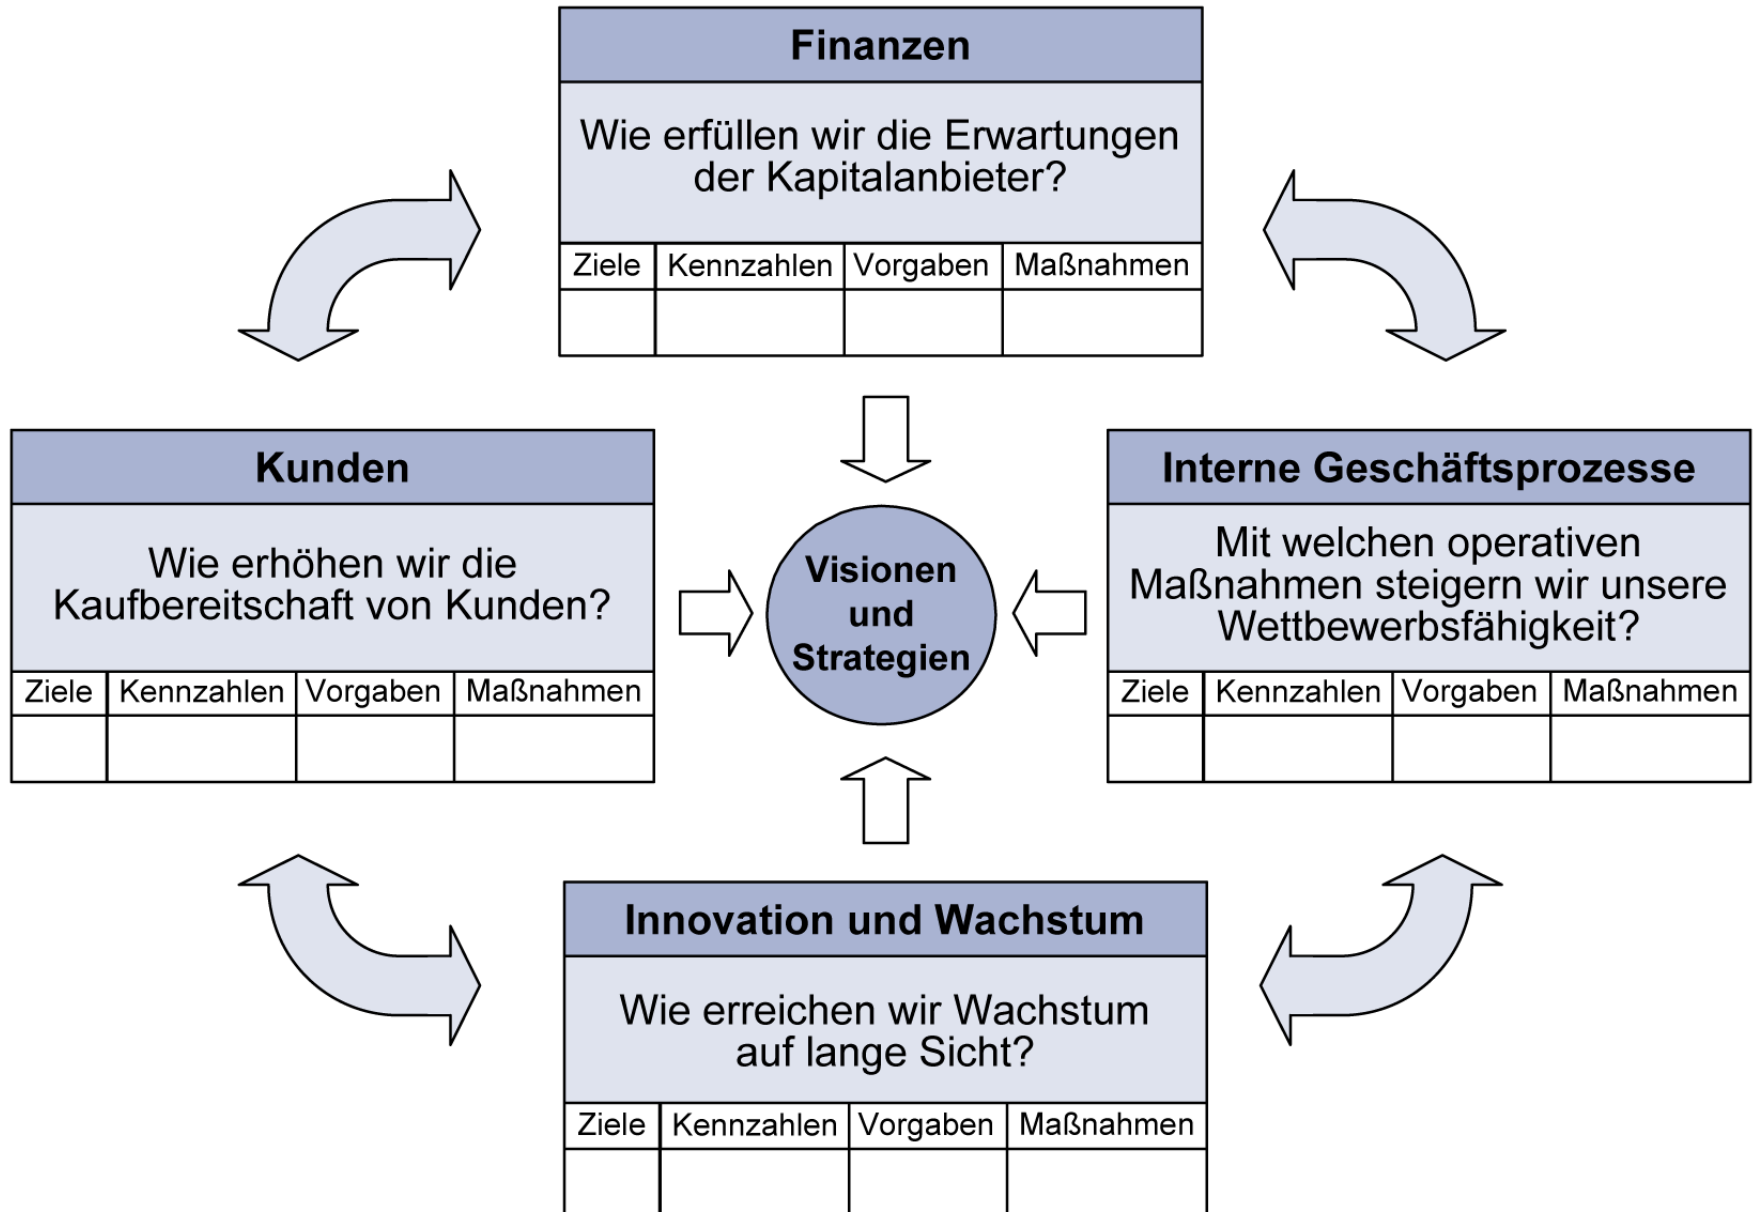 Finanzen
Wie erfüllen wir die Erwartungen
der Kapitalanbieter?
Ziele Kennzahlen Vorgaben Maßnahmen
Kunden
Wie erhöhen wir die
Kaufbereitschaft von Kunden?
Ziele Kennzahlen Vorgaben Maßnahmen
Visionen
und
Strategien
Interne Geschäftsprozesse
Mit welchen operativen
Maßnahmen steigern wir unsere
Wettbewerbsfähigkeit?
Ziele Kennzahlen Vorgaben Maßnahmen
Innovation und Wachstum
Wie erreichen wir Wachstum
auf lange Sicht?
Ziele Kennzahlen Vorgaben Maßnahmen